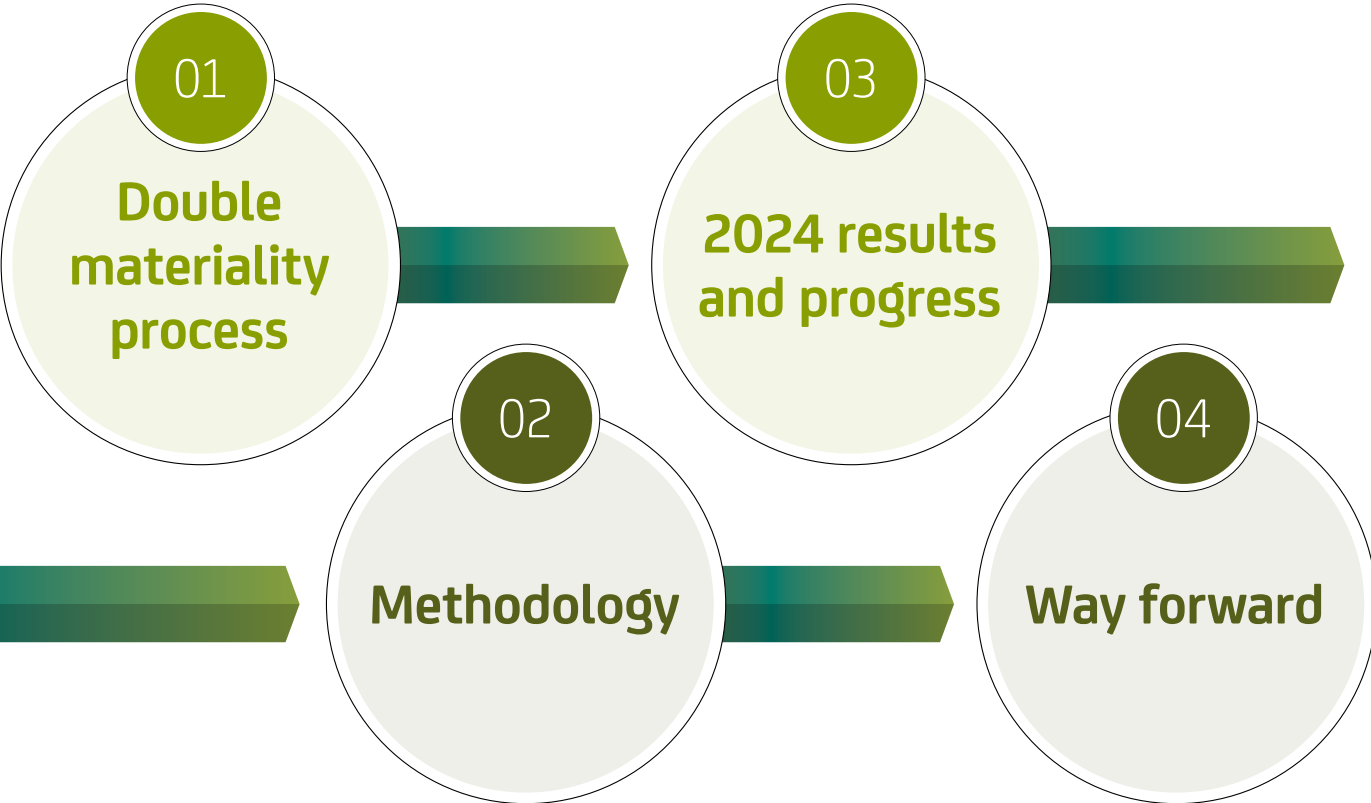 01
Double
materiality
process
02
Methodology
03
2024 results
and progress
04
Way forward